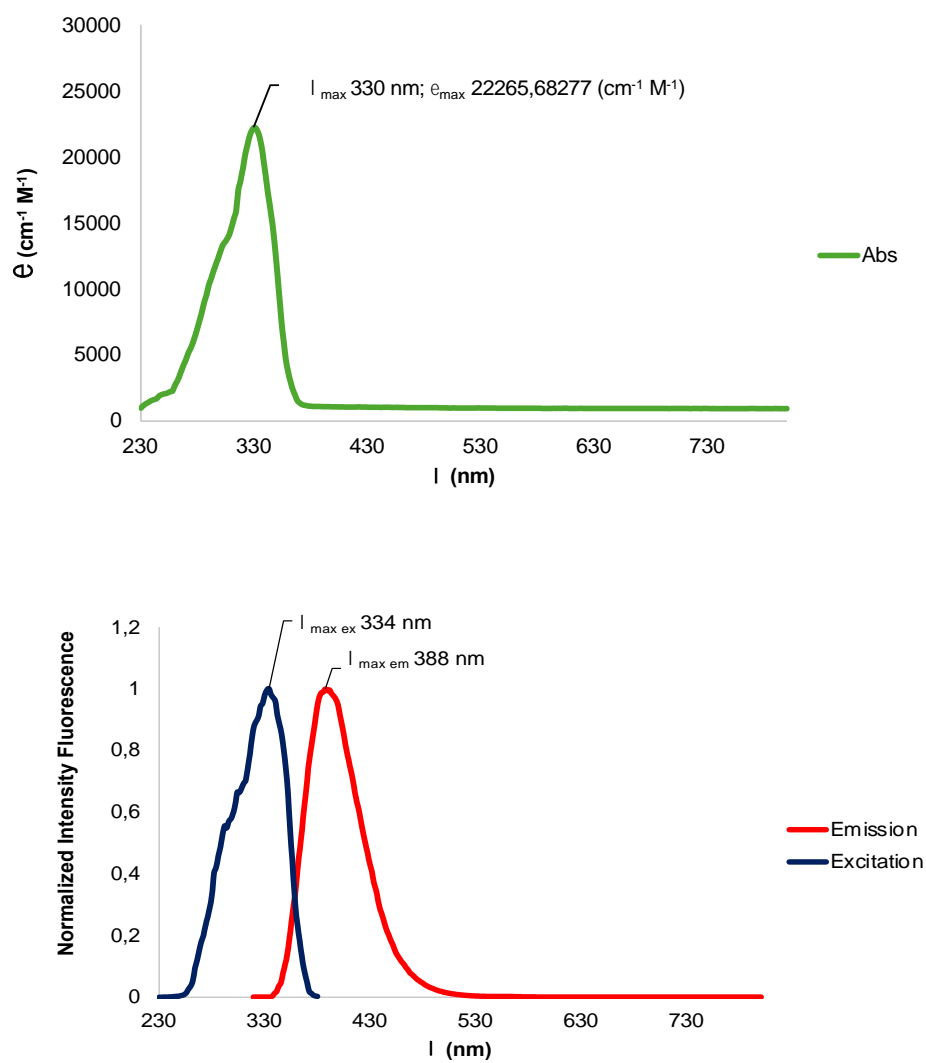 30000
l max 330 nm; emax 22265,68277 (cm-1 M-1)
25000
20000
15000
10000
5000
0
e (cm-1 M-1)
Abs
230 330 430 530 630 730
l (nm)
l max ex 334 nm
l max em 388 nm
1,2
1
0,8
0,6
0,4
0,2
0
Normalized Intensity Fluorescence
Emission
Excitation
230 330 430 530 630 730
l (nm)